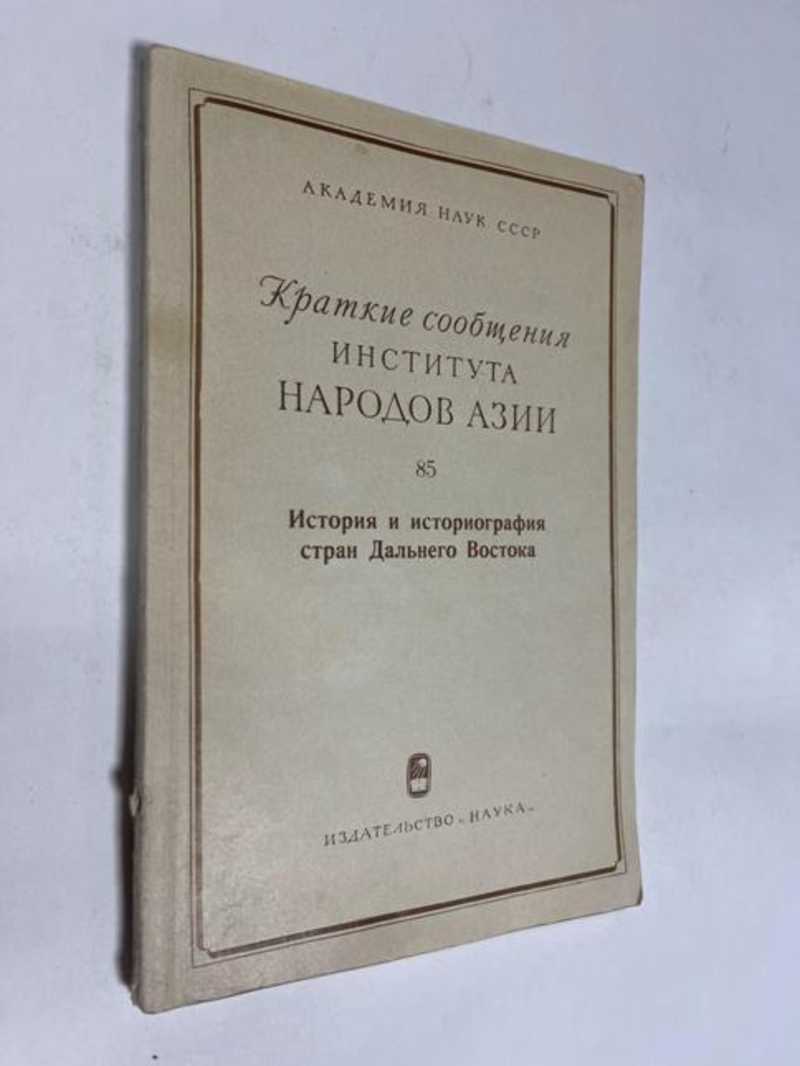 АКАДЕМИЯ НАУК СССР
Краткие сообщения
ИНСТИТУТА
НАРОДОВ АЗИИ
85
История и историография
стран Дальнего Востока
ИЗДАТЕЛЬСТВО „НАУКА“